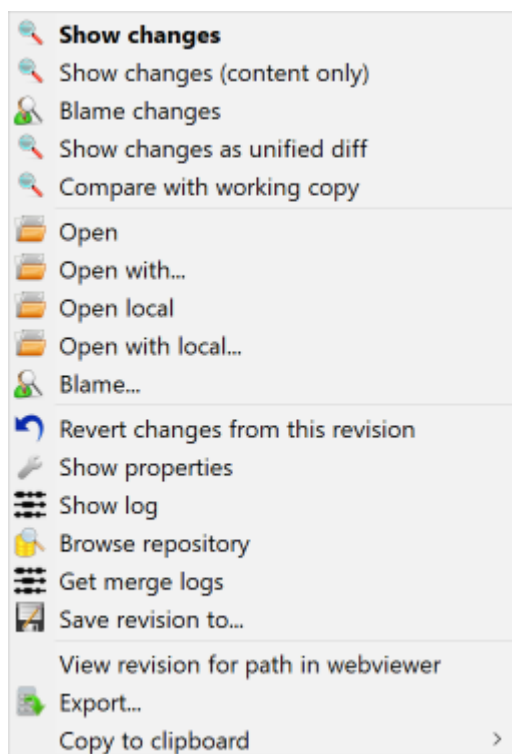 Show changes
Show changes (content only)
Blame changes
Show changes as unified diff
Compare with working copy
Open
Open with...
Open local
Open with local...
Blame...
Revert changes from this revision
Show properties
Show log
Browse repository
Get merge logs
Save revision to...
View revision for path in webviewer
Export...
Copy to clipboard